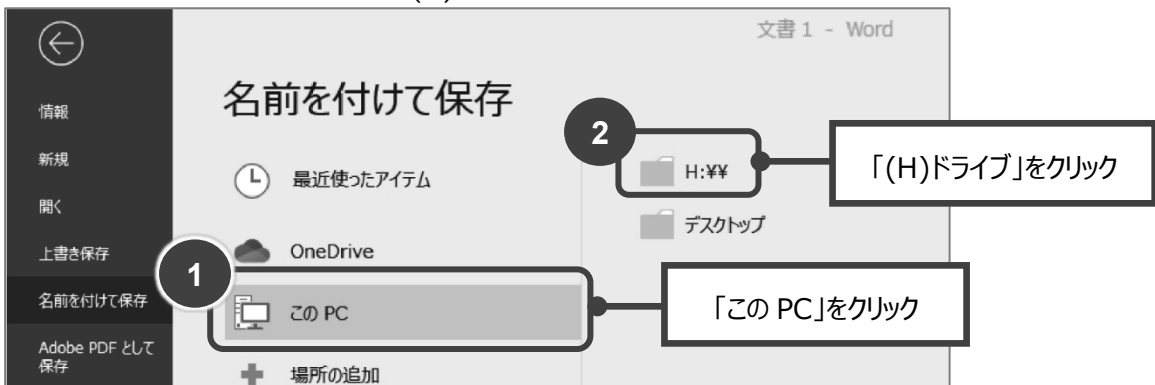 (H)
文書 1 - Word
名前を付けて保存
情報
新規
開く
上書き保存
名前を付けて保存
Adobe PDF として
保存
最近使ったアイテム
OneDrive
1
この PC
場所の追加
2
H:¥¥
デスクトップ
「(H)ドライブ」をクリック
「この PC」をクリック